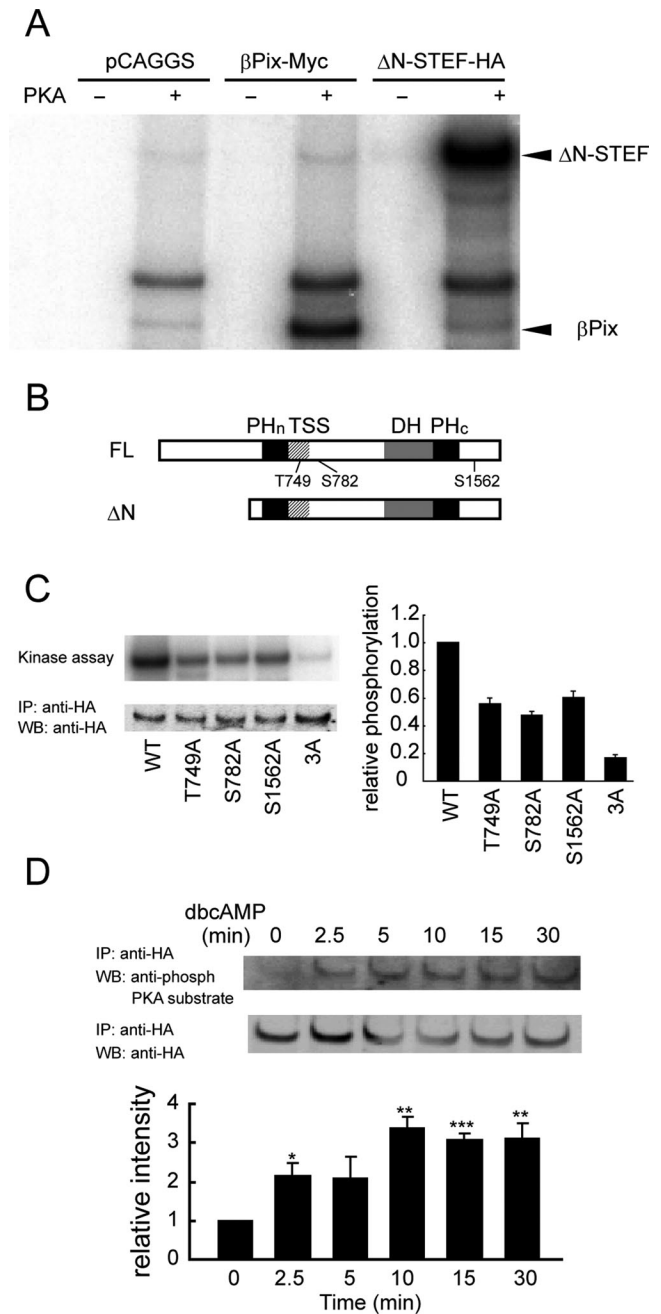 A
pCAGGS βPix-Myc ΔN-STEF-HA
PKA – + – + – +
ΔN-STEF
βPix
B
PHn TSS DH PHc
FL
T749 S782 S1562
ΔN
C
Kinase assay
IP: anti-HA
WB: anti-HA
WT T749A S782A S1562A 3A
relative phosphorylation
1.2
1.0
0.8
0.6
0.4
0.2
0
WT T749A S782A S1562A 3A
D
dbcAMP
(min) 0 2.5 5 10 15 30
IP: anti-HA
WB: anti-phosph
PKA substrate
IP: anti-HA
WB: anti-HA
relative intensity
4
3
2
1
0
* ** *** **
0 2.5 5 10 15 30
Time (min)